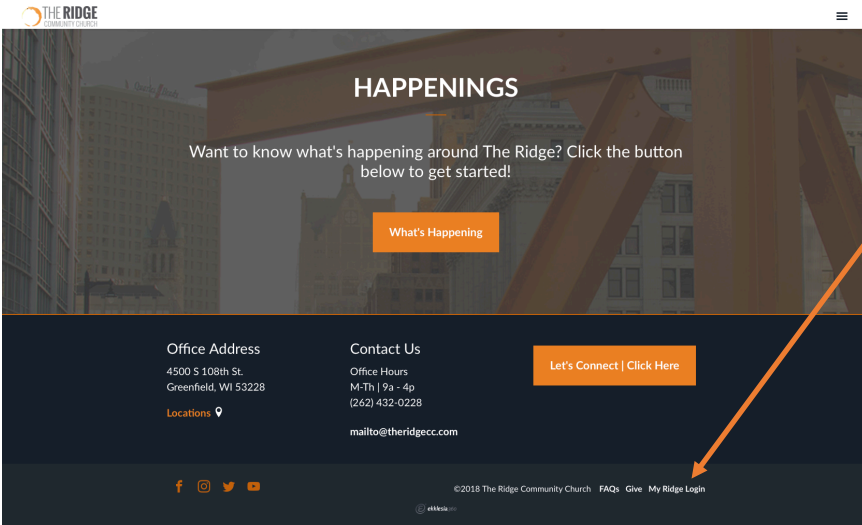 THE RIDGE
COMMUNITY CHURCH
HAPPENINGS
Want to know what's happening around The Ridge? Click the button
below to get started!
What's Happening
Office Address
4500 S 108th St.
Greenfield, WI 53228
Locations
Contact Us
Office Hours
M-Th | 9a - 4p
(262) 432-0228
mailto@theridgecc.com
Let's Connect | Click Here
©2018 The Ridge Community Church FAQs Give My Ridge Login
ekklesia360